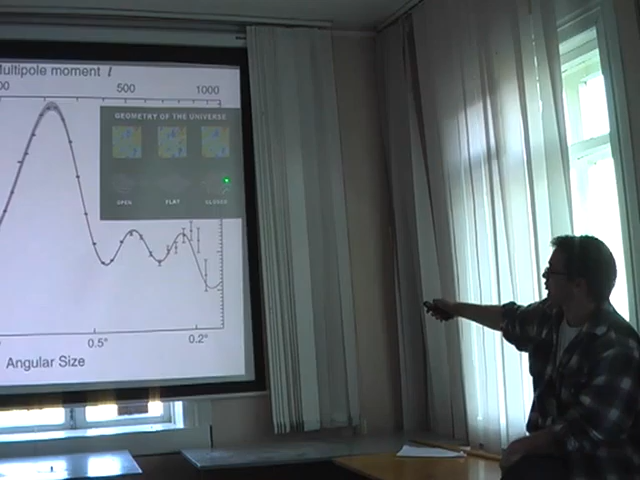 Multipole moment l
500 1000
GEOMETRY OF THE UNIVERSE
OPEN FLAT CLOSED
0.5° 0.2°
Angular Size